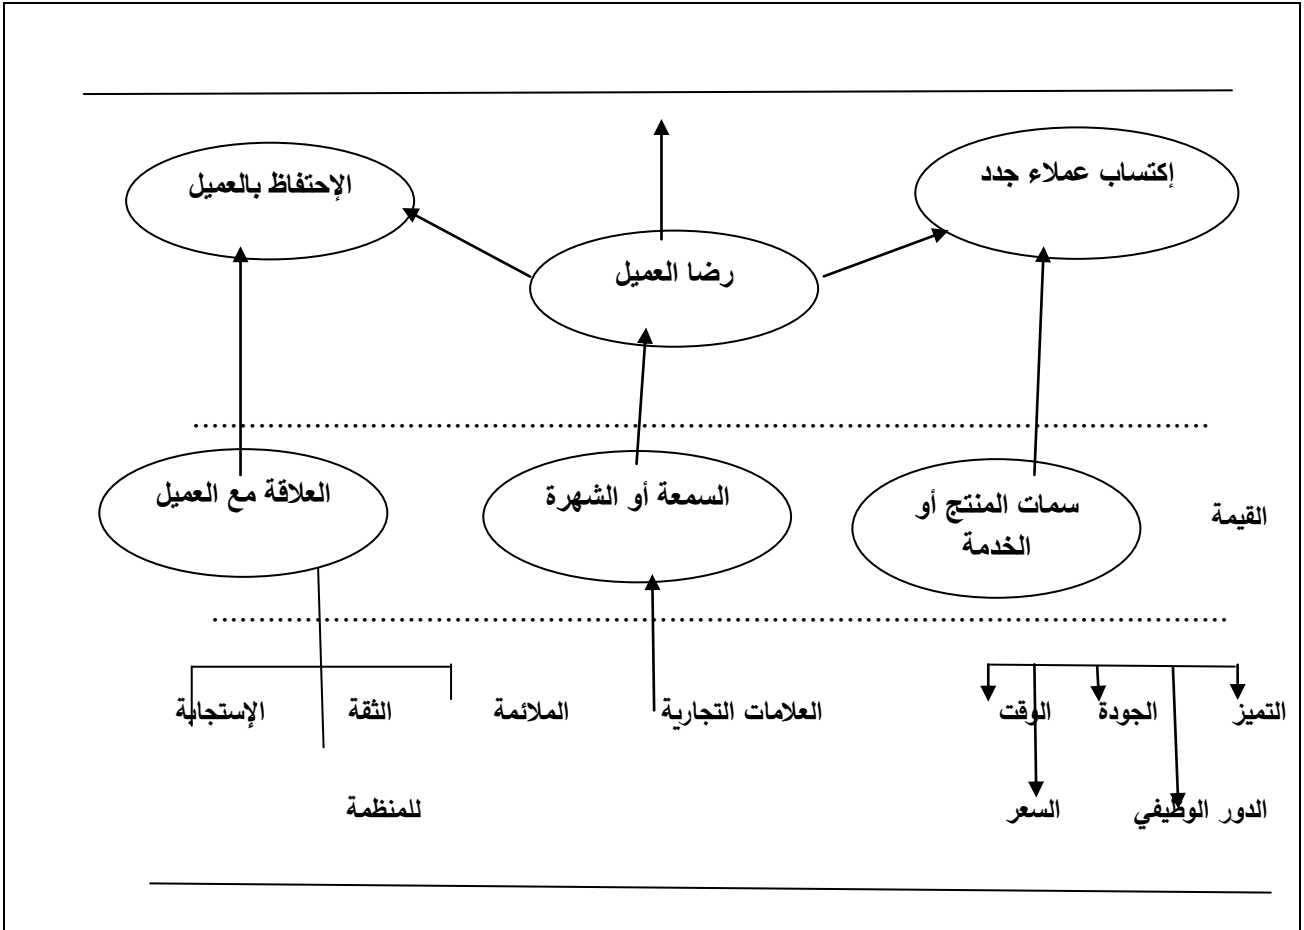 إكتساب عملاء جدد
الإحتفاظ بالعميل
رضا العميل
القيمة
سمات المنتج أو
الخدمة
السمعة أو الشهرة
العلاقة مع العميل
التميز
الجودة
الوقت
العلامات التجارية
الملائمة
الثقة
الإستجابة
الدور الوظيفي
السعر
للمنظمة